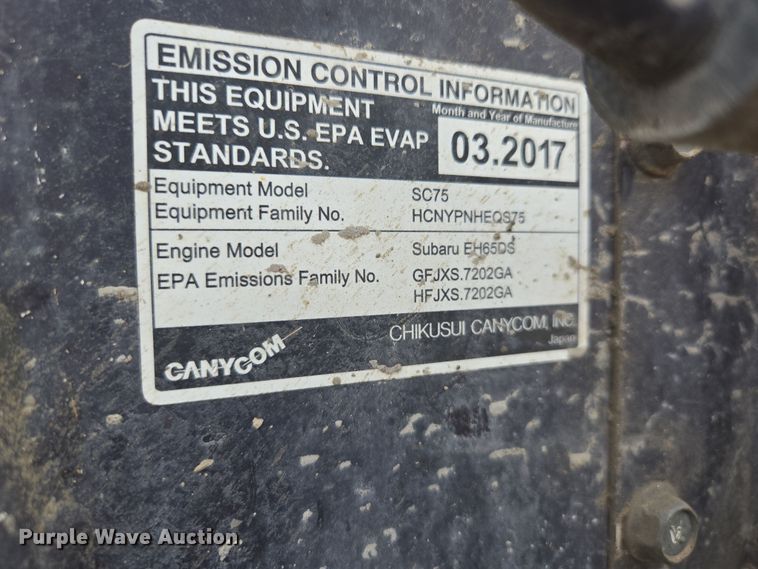 EMISSION CONTROL INFORMATION
THIS EQUIPMENT
MEETS U.S. EPA EVAP
STANDARDS.
Month and Year of Manufacture
03.2017
Equipment Model SC75
Equipment Family No. HCNYPNHEQS75
Engine Model Subaru EH65DS
EPA Emissions Family No. GFJXS.7202GA
HFJXS.7202GA
CANYCOM
CHIKUSUI CANYCOM, INC.
Japan
Purple Wave Auction